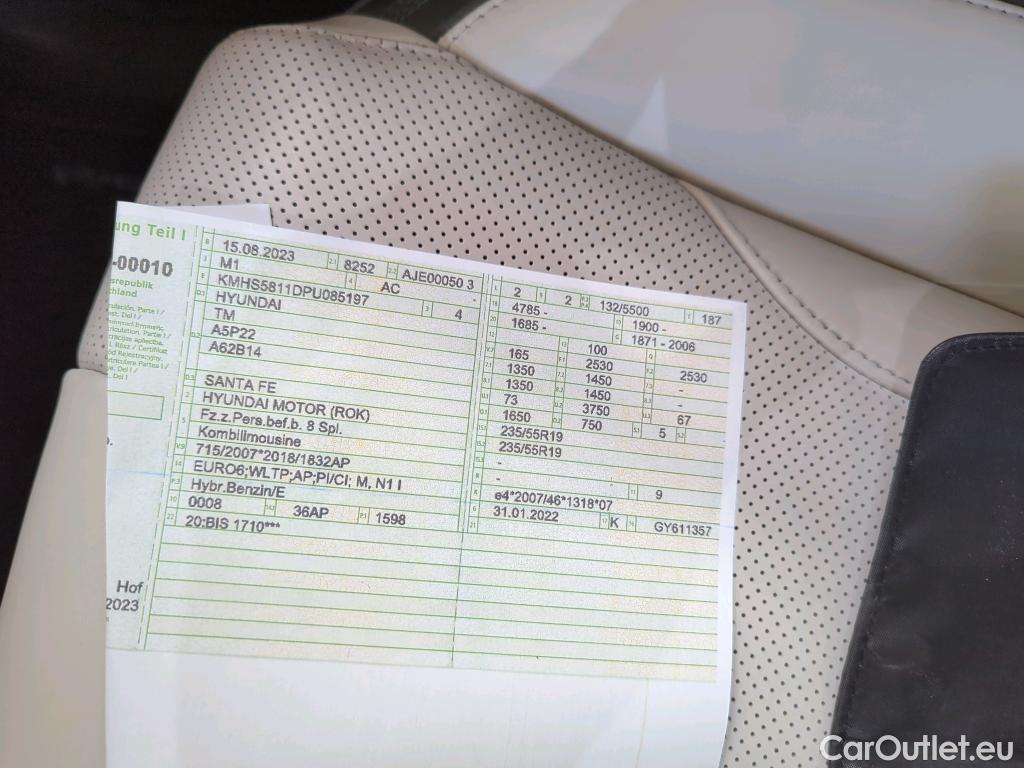 ung Teil I
-00010
srepublik
chland
15.08.2023 8252 AJE00050 3
M1 AC
KMHS5811DPU085197 4
HYUNDAI
TM
A5P22
A62B14
SANTA FE
HYUNDAI MOTOR (ROK)
Fz.z.Pers.bef.b. 8 Spl.
Kombilimousine
715/2007*2018/1832AP
EURO6;WLTP;AP;PI/CI; M, N1 I
Hybr.Benzin/E
0008 36AP 1598
20:BIS 1710***
2 2 132/5500 187
4785 - 1900 -
1685 - 1871 - 2006
100
165 2530 2530
1350 1450 -
1350 1450 -
73 3750 67
1650 750 5
235/55R19
235/55R19
-
- 9
e4*2007/46*1318*07
31.01.2022 K GY611357
Hof
2023
CarOutlet.eu